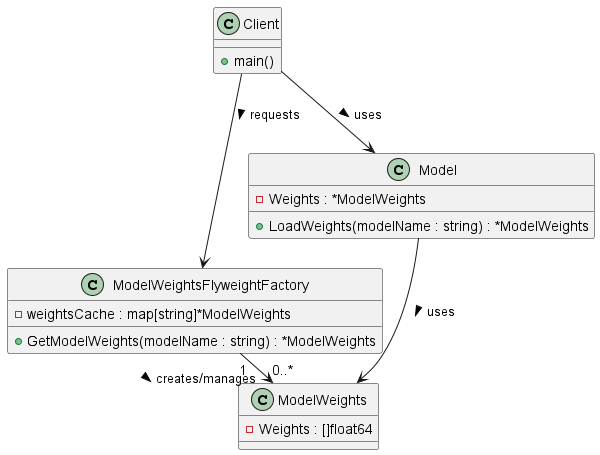 C Client
main()
requests
uses
C Model
Weights : *ModelWeights
LoadWeights(modelName : string) : *ModelWeights
C ModelWeightsFlyweightFactory
weightsCache : map[string]*ModelWeights
GetModelWeights(modelName : string) : *ModelWeights
uses
creates/manages
1
0..*
C ModelWeights
Weights : []float64